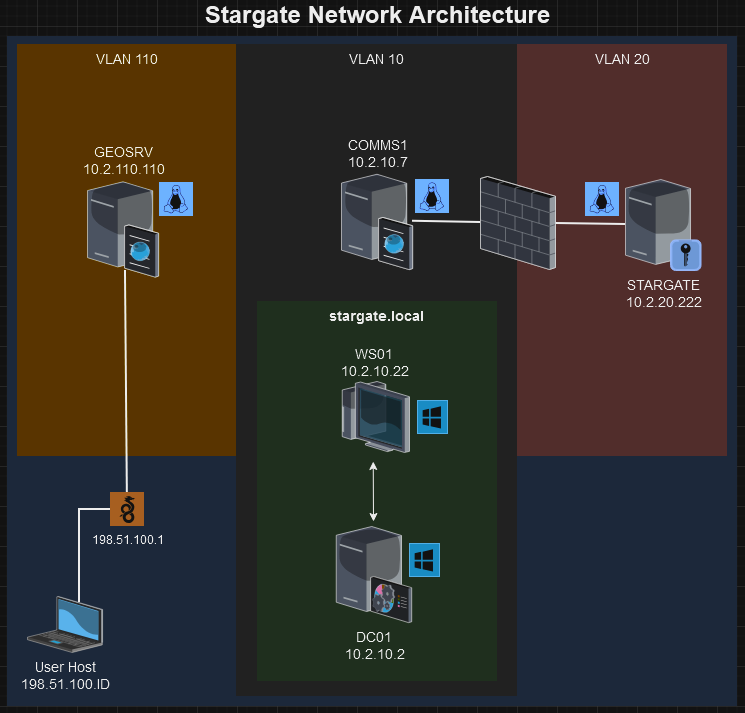 Stargate Network Architecture
VLAN 110
VLAN 10
VLAN 20
GEOSRV
10.2.110.110
COMMS1
10.2.10.7
STARGATE
10.2.20.222
stargate.local
WS01
10.2.10.22
198.51.100.1
DC01
10.2.10.2
User Host
198.51.100.ID